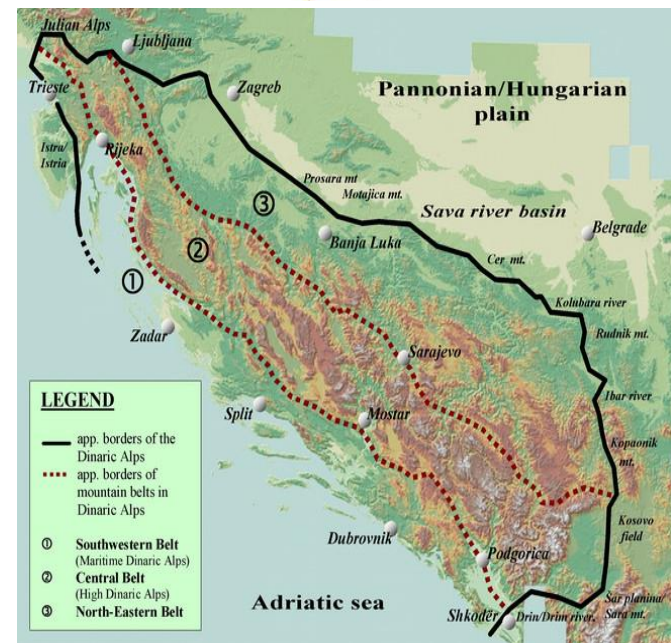 Julian Alps
Ljubljana
Trieste
Zagreb
Pannonian/Hungarian
plain
Istra/
Istria
Rijeka
Prosara mt
Motajica mt.
③
Sava river basin
Belgrade
②
Banja Luka
①
Cer mt.
Kolubara river
Zadar
Rudnik mt.
Sarajevo
Ibar river
LEGEND
app. borders of the
Dinaric Alps
app. borders of
mountain belts in
Dinaric Alps
① Southwestern Belt
(Maritime Dinaric Alps)
② Central Belt
(High Dinaric Alps)
③ North-Eastern Belt
Split
Mostar
Kopaonik
mt.
Kosovo
field
Dubrovnik
Podgorica
Adriatic sea
Shkodër
Drin/Drim river.
Šar planina/
Šara mt.